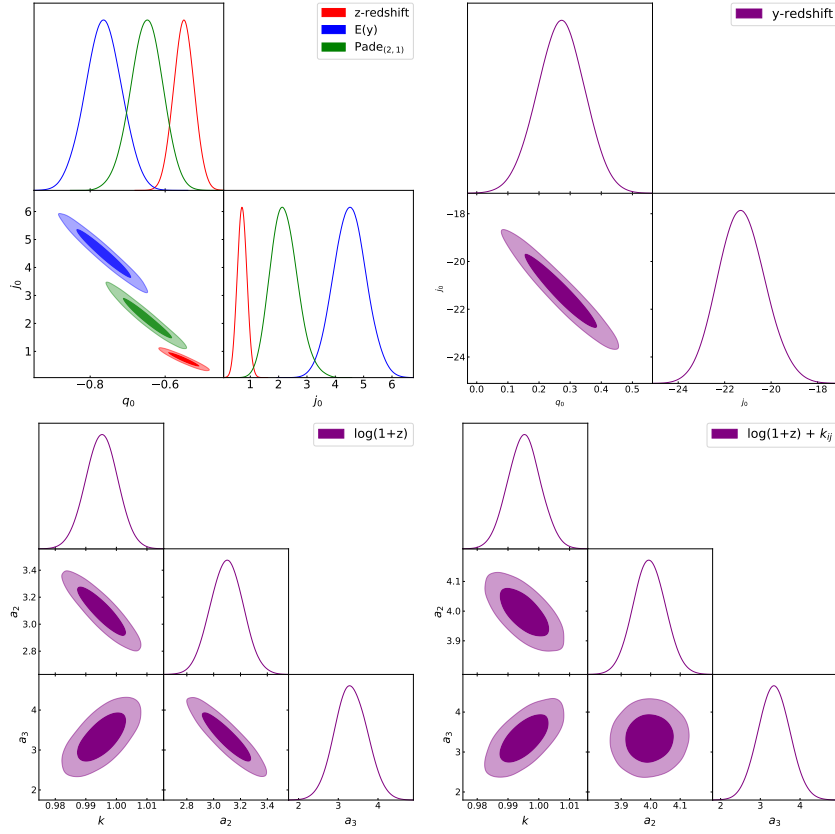 z-redshift
E(y)
Pade(2, 1)
6
5
4
3
2
1
j0
−0.8 −0.6
q0
1 2 3 4 5 6
j0
y-redshift
−18
−20
−22
−24
j0
0.0 0.1 0.2 0.3 0.4 0.5
q0
−24 −22 −20 −18
j0
log(1+z)
3.4
3.2
3.0
2.8
a2
4
3
2
a3
0.98 0.99 1.00 1.01
k
2.8 3.1 3.4
a2
2 3 4
a3
log(1+z) + kij
4.1
4.0
3.9
a2
4
3
2
a3
0.98 0.99 1.00 1.01
k
3.9 4.0 4.1
a2
2 3 4
a3